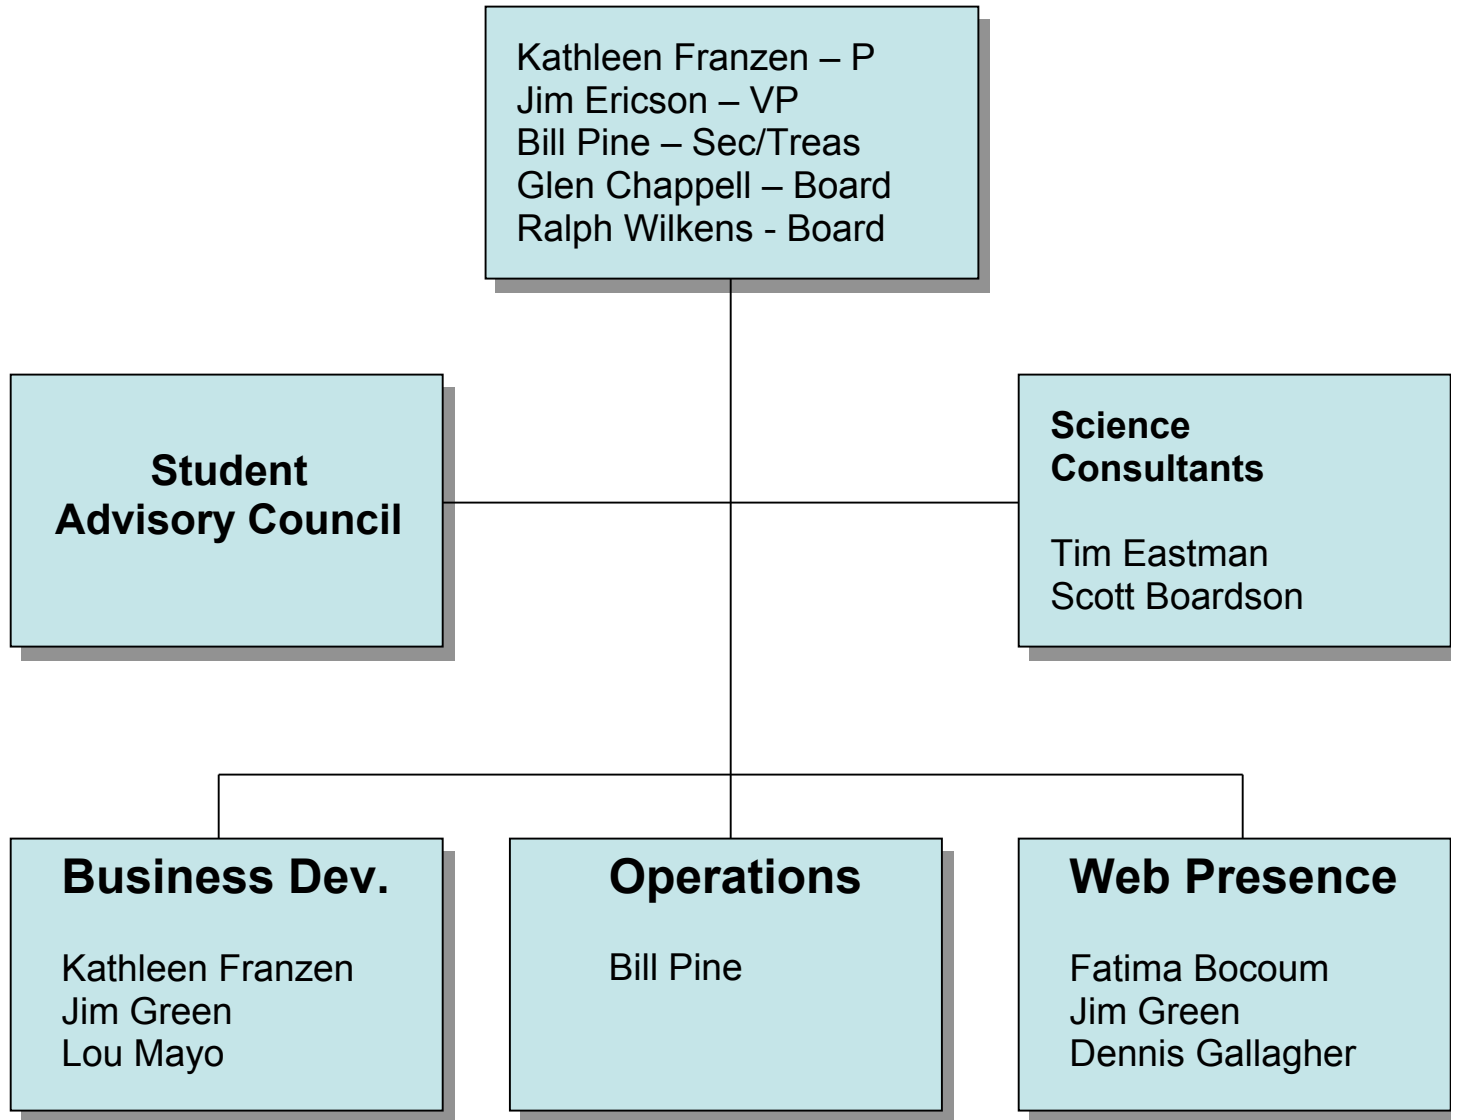 Kathleen Franzen – P
Jim Ericson – VP
Bill Pine – Sec/Treas
Glen Chappell – Board
Ralph Wilkens - Board
Student
Advisory Council
Science
Consultants
Tim Eastman
Scott Boardson
Business Dev.
Kathleen Franzen
Jim Green
Lou Mayo
Operations
Bill Pine
Web Presence
Fatima Bocoum
Jim Green
Dennis Gallagher